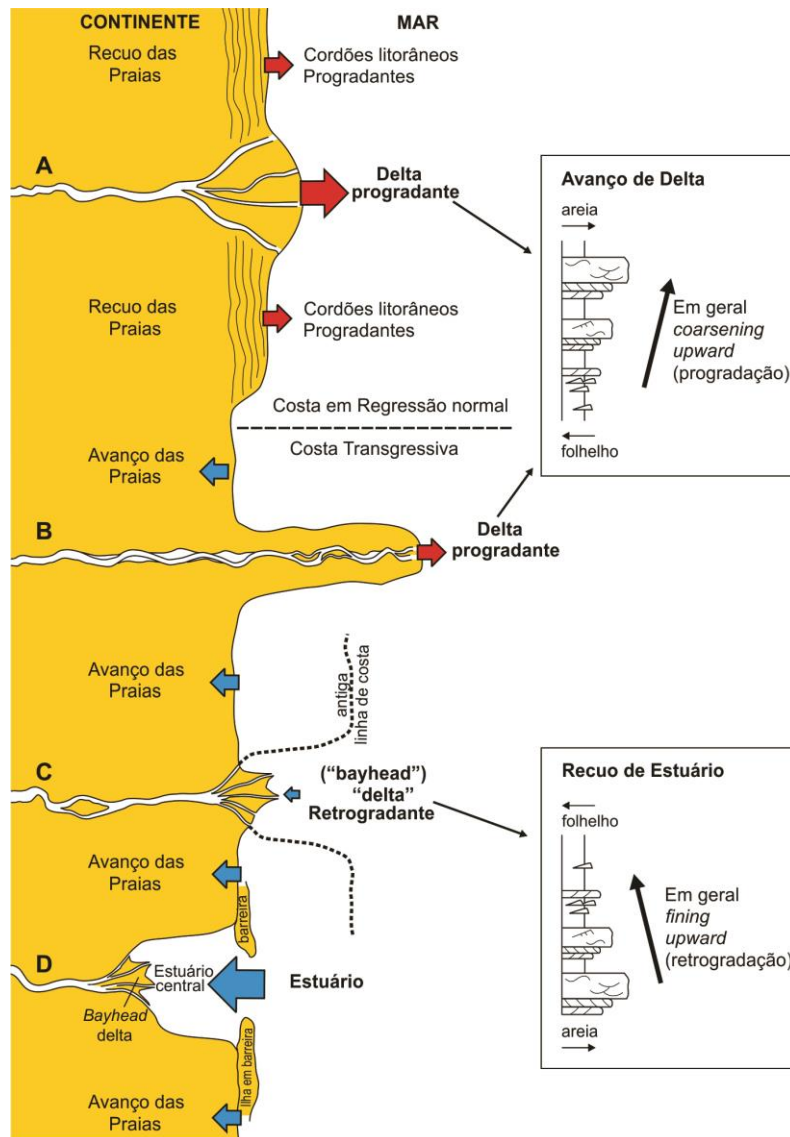 CONTINENTE
MAR
Recuo das
Praias
Cordões litorâneos
Progradantes
A
Delta
progradante
Recuo das
Praias
Cordões litorâneos
Progradantes
Costa em Regressão normal
Costa Transgressiva
Avanço das
Praias
B
Delta
progradante
Avanço das
Praias
antiga
linha de costa
C
("bayhead")
"delta"
Retrogradante
Avanço das
Praias
barreira
D
Estuário
central
Estuário
Bayhead
delta
ilha em barreira
Avanço das
Praias
Avanço de Delta
areia
Em geral
coarsening
upward
(progradação)
folhelho
Recuo de Estuário
folhelho
Em geral
fining
upward
(retrogradação)
areia